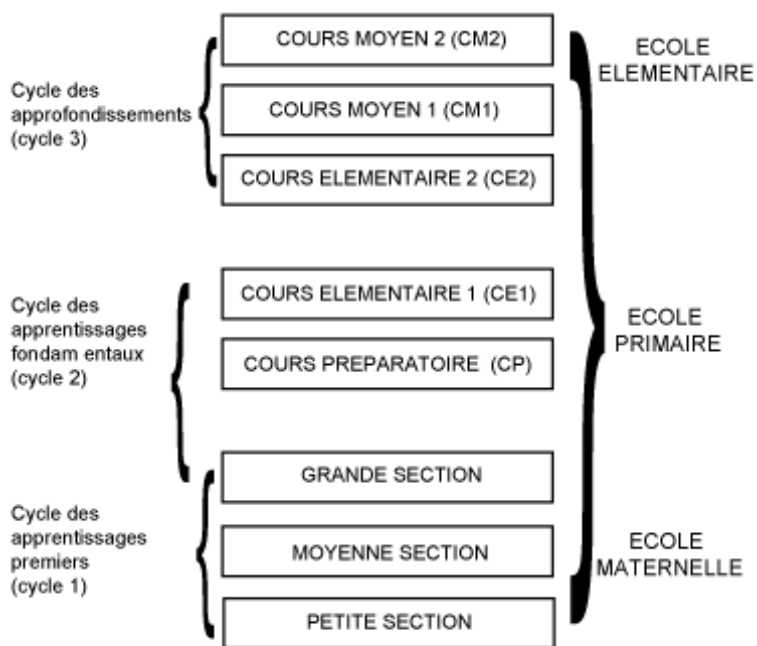 COURS MOYEN 2 (CM2)
ECOLE
ELEMENTAIRE
Cycle des
approfondissements
(cycle 3)
COURS MOYEN 1 (CM1)
COURS ELEMENTAIRE 2 (CE2)
Cycle des
apprentissages
fondam entaux
(cycle 2)
COURS ELEMENTAIRE 1 (CE1)
COURS PREPARATOIRE (CP)
ECOLE
PRIMAIRE
GRANDE SECTION
Cycle des
apprentissages
premiers
(cycle 1)
MOYENNE SECTION
ECOLE
MATERNELLE
PETITE SECTION